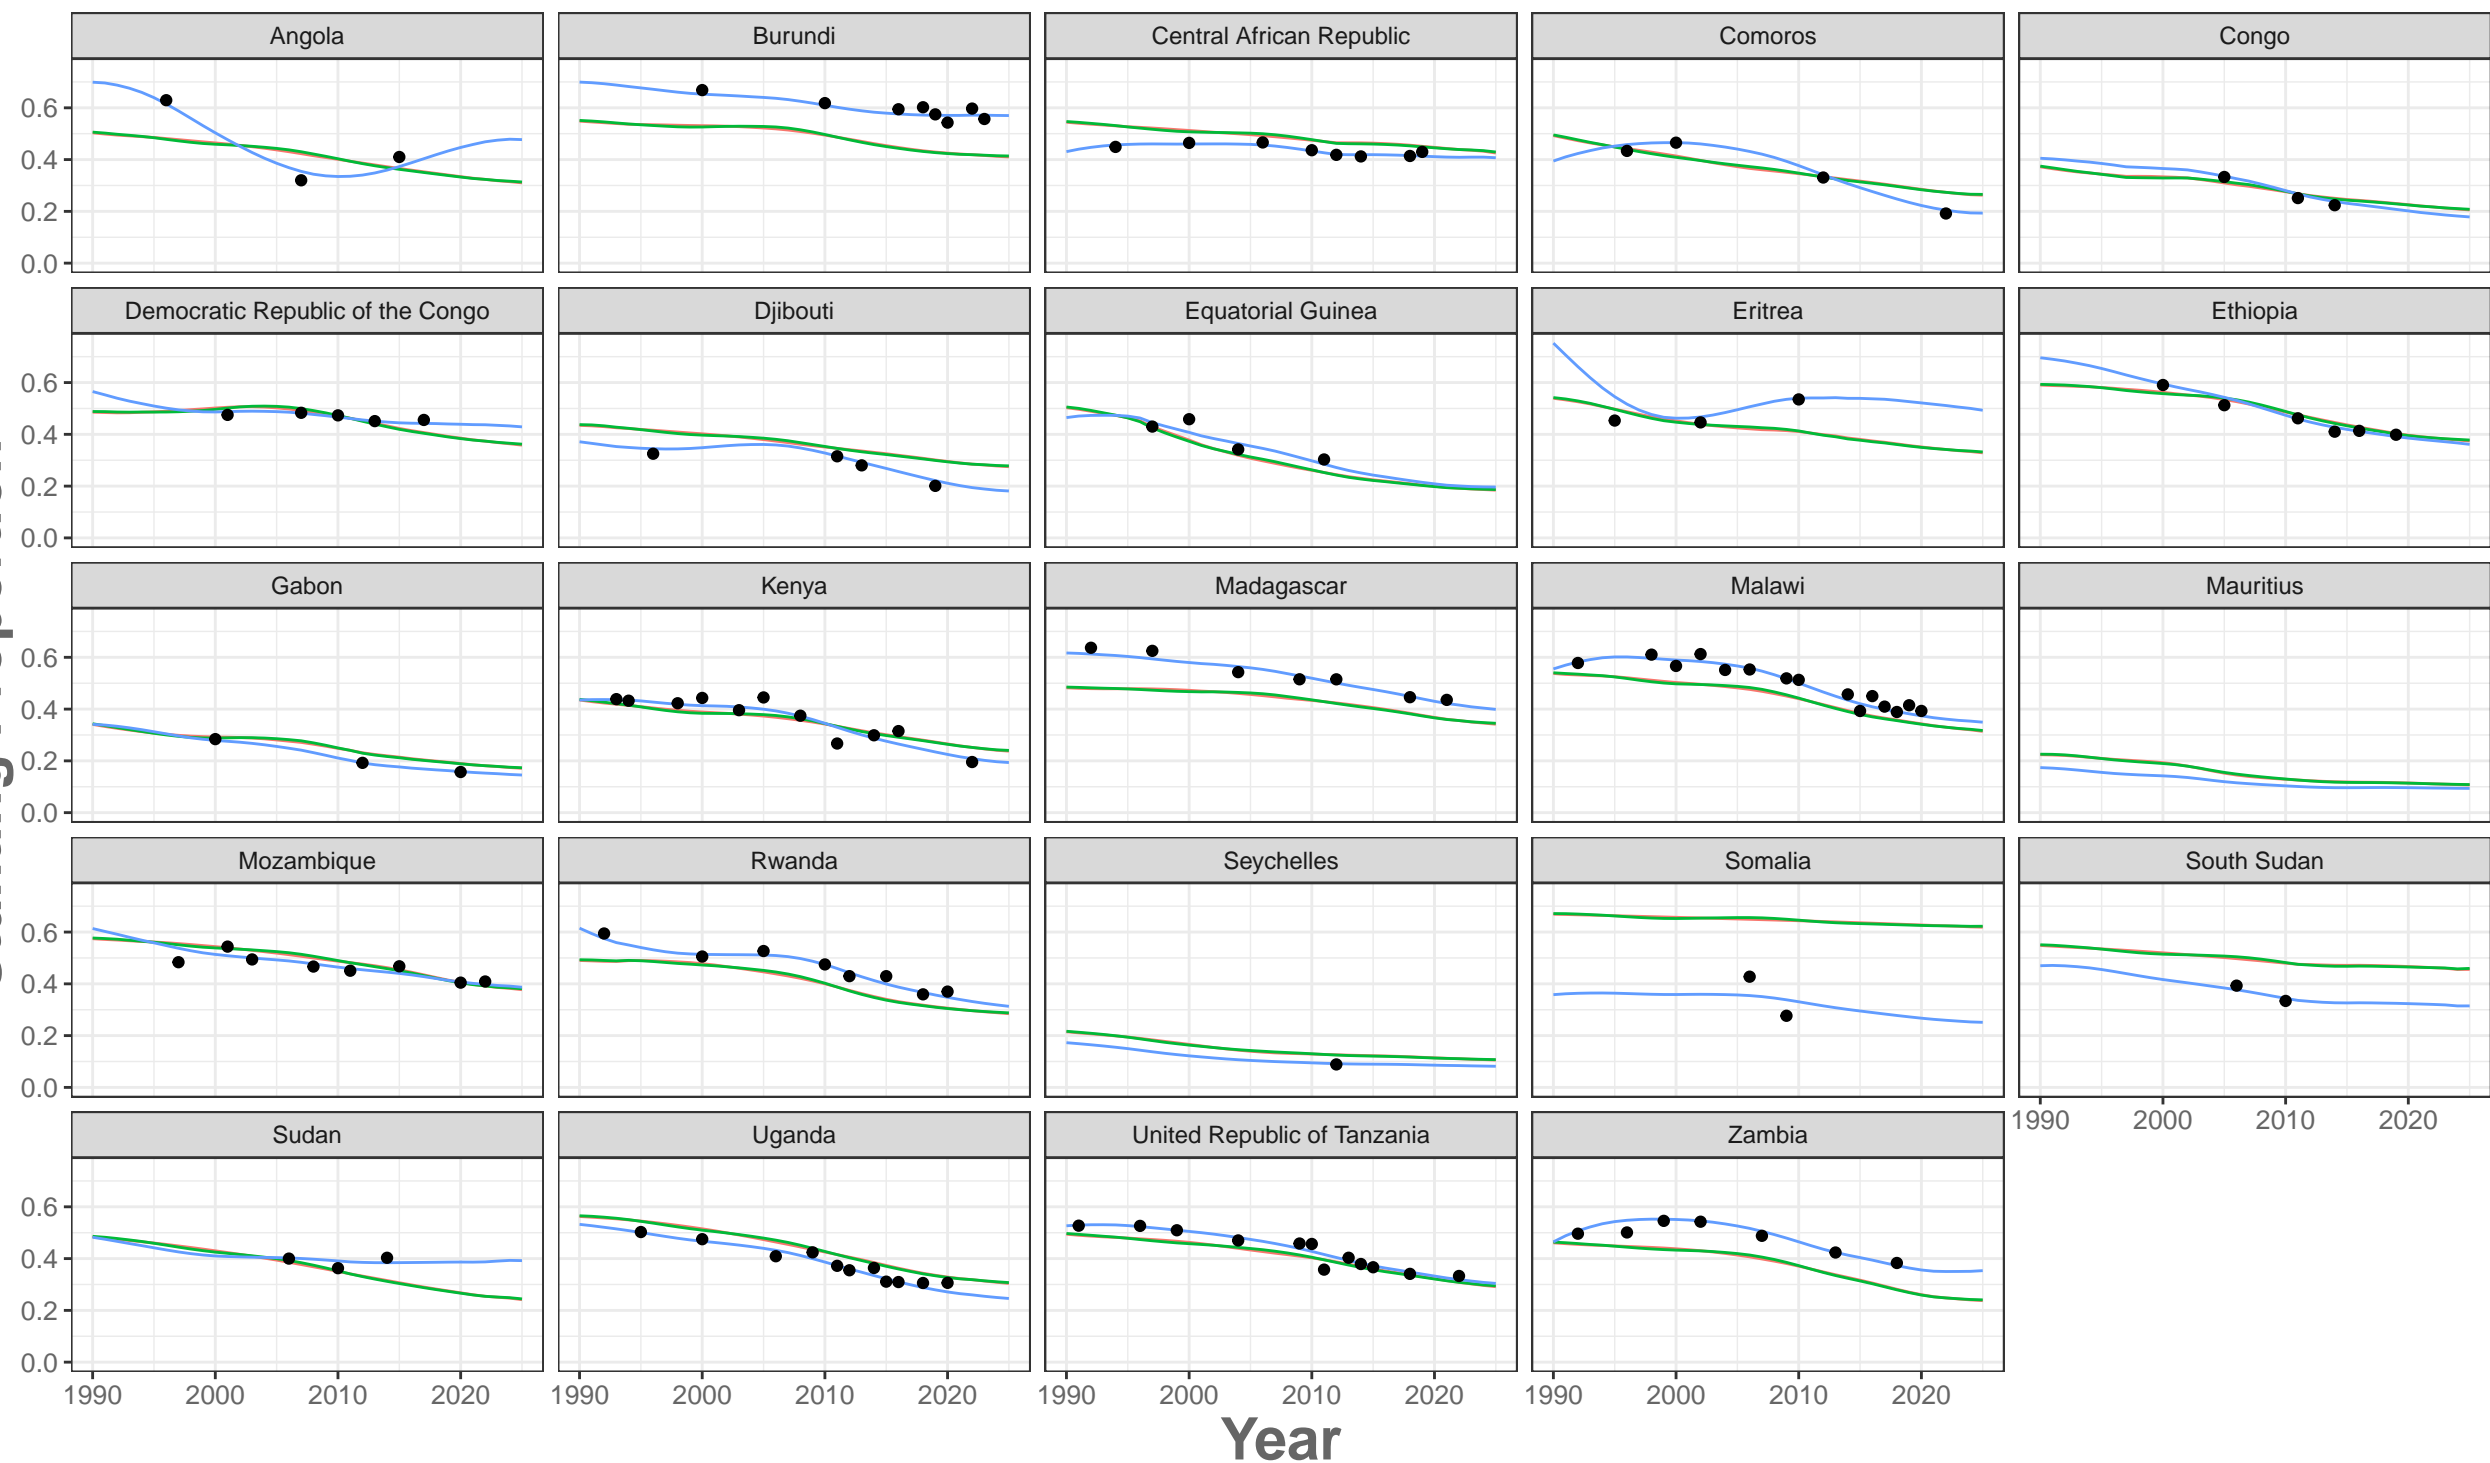 Angola Burundi Central African Republic Comoros Congo
0.6
0.4
0.2
0.0
Democratic Republic of the Congo Djibouti Equatorial Guinea Eritrea Ethiopia
0.6
0.4
0.2
0.0
Gabon Kenya Madagascar Malawi Mauritius
0.6
0.4
0.2
0.0
Mozambique Rwanda Seychelles Somalia South Sudan
0.6
0.4
0.2
0.0
1990 2000 2010 2020
Sudan Uganda United Republic of Tanzania Zambia
0.6
0.4
0.2
0.0
1990 2000 2010 2020 1990 2000 2010 2020 1990 2000 2010 2020 1990 2000 2010 2020
Year